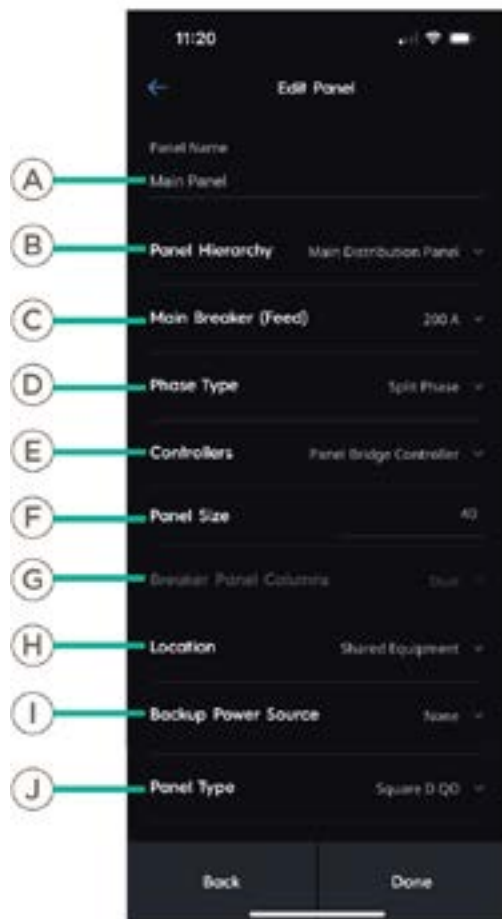 11:20
Edit Panel
Panel Name
A Main Panel
B Panel Hierarchy Main Distribution Panel
C Main Breaker (Feed) 200 A
D Phase Type Split Phase
E Controllers Panel Bridge Controller
F Panel Size 40
G Breaker Panel Columns Dual
H Location Shared Equipment
I Backup Power Source None
J Panel Type Square D QO
Back Done